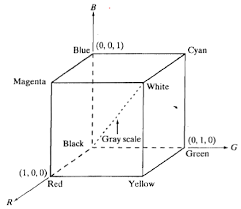 B
Blue (0, 0, 1) Cyan
Magenta White
Black Gray scale (0, 1, 0) G
Green
(1, 0, 0)
Red Yellow
R